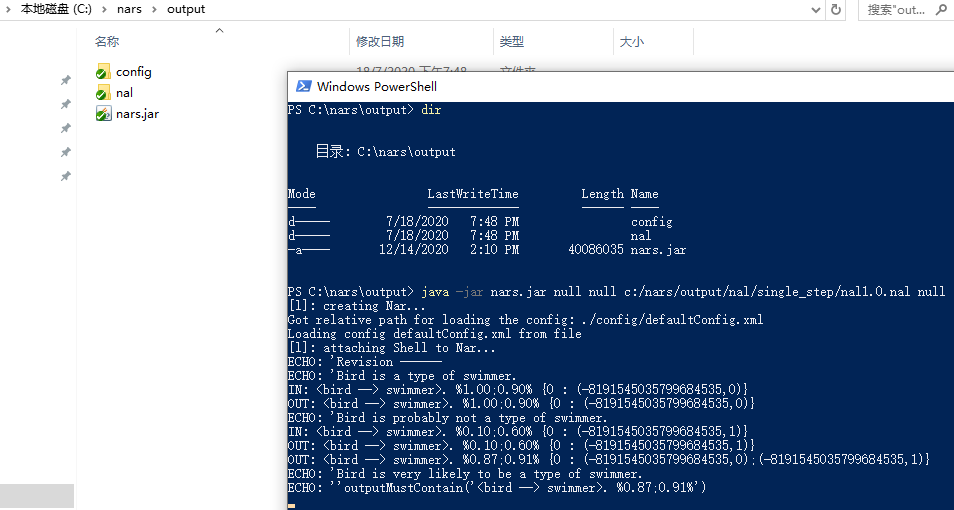 本地磁盘 (C:) › nars › output
搜索"out...
名称 修改日期 类型 大小
config 18/7/2020 下午7:48 文件夹
nal
nars.jar
Windows PowerShell
PS C:\nars\output> dir
目录: C:\nars\output
Mode LastWriteTime Length Name
---- ------------- ------ ----
d----- 7/18/2020 7:48 PM config
d----- 7/18/2020 7:48 PM nal
-a---- 12/14/2020 2:10 PM 40086035 nars.jar
PS C:\nars\output> java -jar nars.jar null null c:/nars/output/nal/single_step/nal1.0.nal null
[1]: creating Nar...
Got relative path for loading the config: ./config/defaultConfig.xml
Loading config defaultConfig.xml from file
[1]: attaching Shell to Nar...
ECHO: 'Revision ------
ECHO: 'Bird is a type of swimmer.
IN: <bird --> swimmer>. %1.00;0.90% {0 : (-8191545035799684535,0)}
OUT: <bird --> swimmer>. %1.00;0.90% {0 : (-8191545035799684535,0)}
ECHO: 'Bird is probably not a type of swimmer.
IN: <bird --> swimmer>. %0.10;0.60% {0 : (-8191545035799684535,1)}
OUT: <bird --> swimmer>. %0.10;0.60% {0 : (-8191545035799684535,1)}
OUT: <bird --> swimmer>. %0.87;0.91% {0 : (-8191545035799684535,0);(-8191545035799684535,1)}
ECHO: 'Bird is very likely to be a type of swimmer.
ECHO: ''outputMustContain('<bird --> swimmer>. %0.87;0.91%')